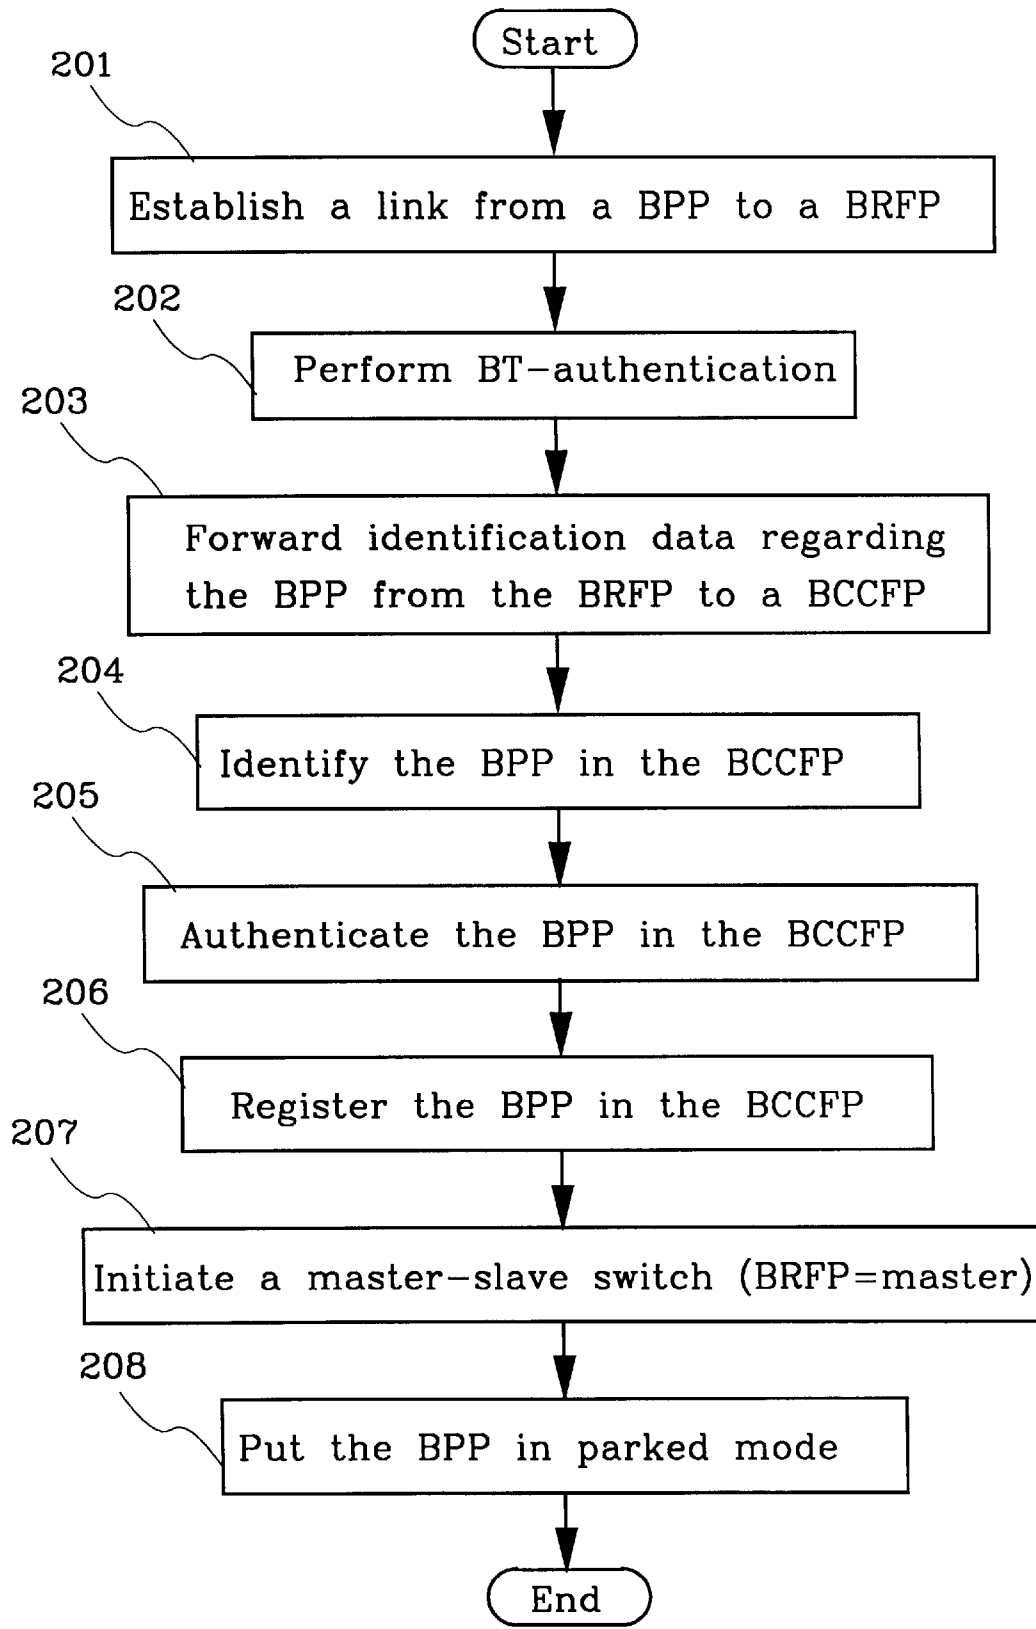 Start
201
Establish a link from a BPP to a BRFP
202
Perform BT-authentication
203
Forward identification data regarding
the BPP from the BRFP to a BCCFP
204
Identify the BPP in the BCCFP
205
Authenticate the BPP in the BCCFP
206
Register the BPP in the BCCFP
207
Initiate a master-slave switch (BRFP=master)
208
Put the BPP in parked mode
End